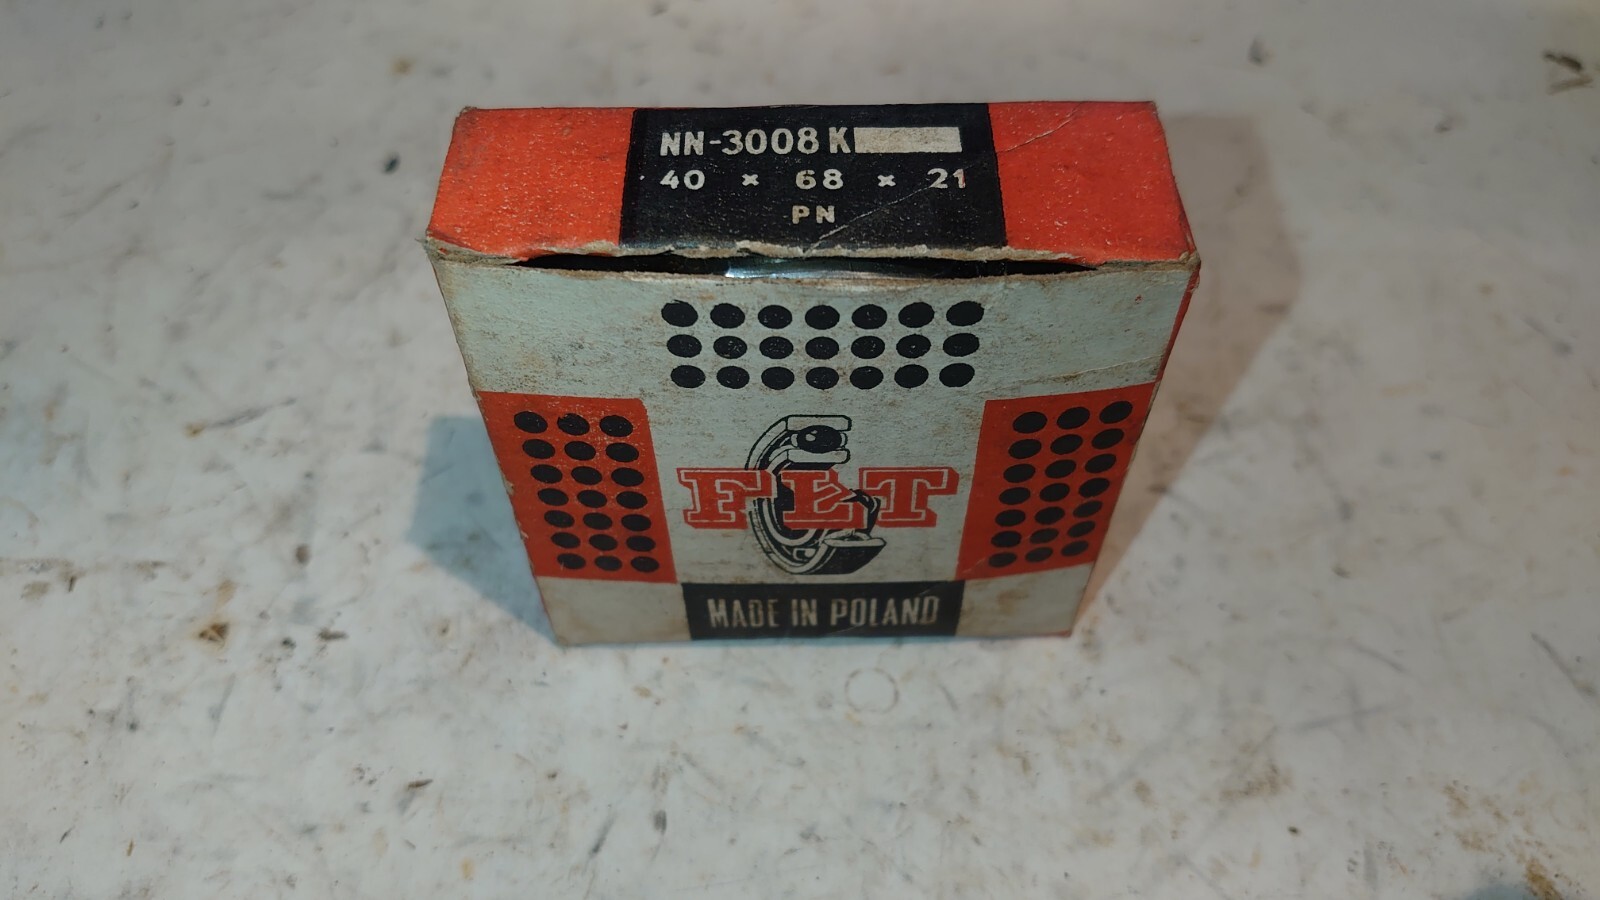 NN-3008 K
40 x 68 x 21
PN
FŁT
MADE IN POLAND